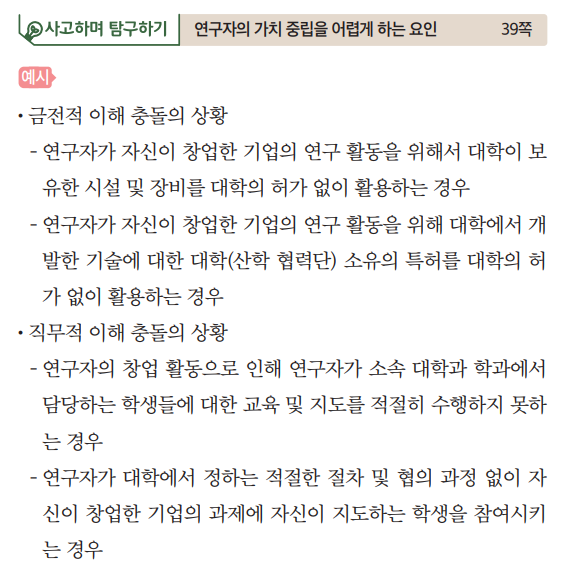 사고하며 탐구하기 연구자의 가치 중립을 어렵게 하는 요인 39쪽
예시
• 금전적 이해 충돌의 상황
- 연구자가 자신이 창업한 기업의 연구 활동을 위해서 대학이 보
유한 시설 및 장비를 대학의 허가 없이 활용하는 경우
- 연구자가 자신이 창업한 기업의 연구 활동을 위해 대학에서 개
발한 기술에 대한 대학(산학 협력단) 소유의 특허를 대학의 허
가 없이 활용하는 경우
• 직무적 이해 충돌의 상황
- 연구자의 창업 활동으로 인해 연구자가 소속 대학과 학과에서
담당하는 학생들에 대한 교육 및 지도를 적절히 수행하지 못하
는 경우
- 연구자가 대학에서 정하는 적절한 절차 및 협의 과정 없이 자
신이 창업한 기업의 과제에 자신이 지도하는 학생을 참여시키
는 경우